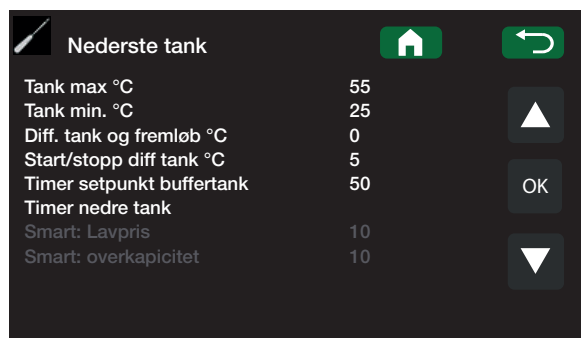 Nederste tank
Tank max °C 55
Tank min. °C 25
Diff. tank og fremløb °C 0
Start/stopp diff tank °C 5
Timer setpunkt buffertank 50
Timer nedre tank
Smart: Lavpris 10
Smart: overkapicitet 10
OK